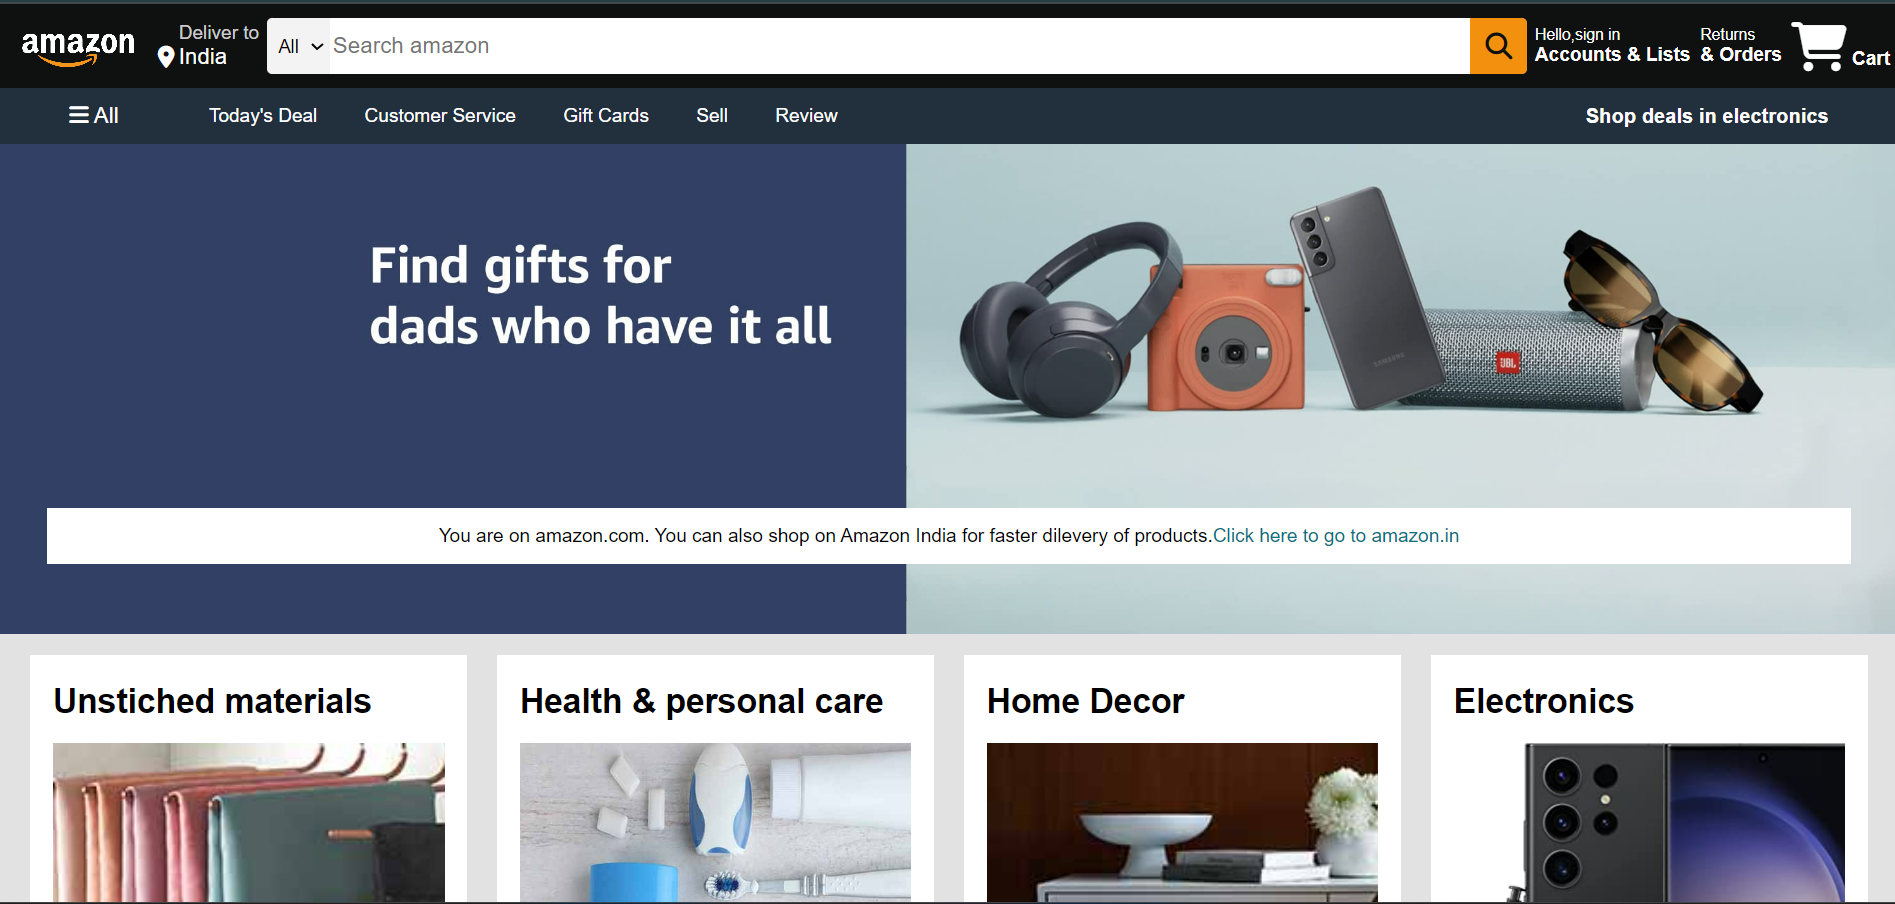 amazon
Deliver to
India
All
Search amazon
Hello,sign in
Accounts & Lists
Returns
& Orders
Cart
All
Today's Deal
Customer Service
Gift Cards
Sell
Review
Shop deals in electronics
Find gifts for
dads who have it all
SAMSUNG
JBL
You are on amazon.com. You can also shop on Amazon India for faster dilevery of products.Click here to go to amazon.in
Unstiched materials
Health & personal care
Home Decor
Electronics